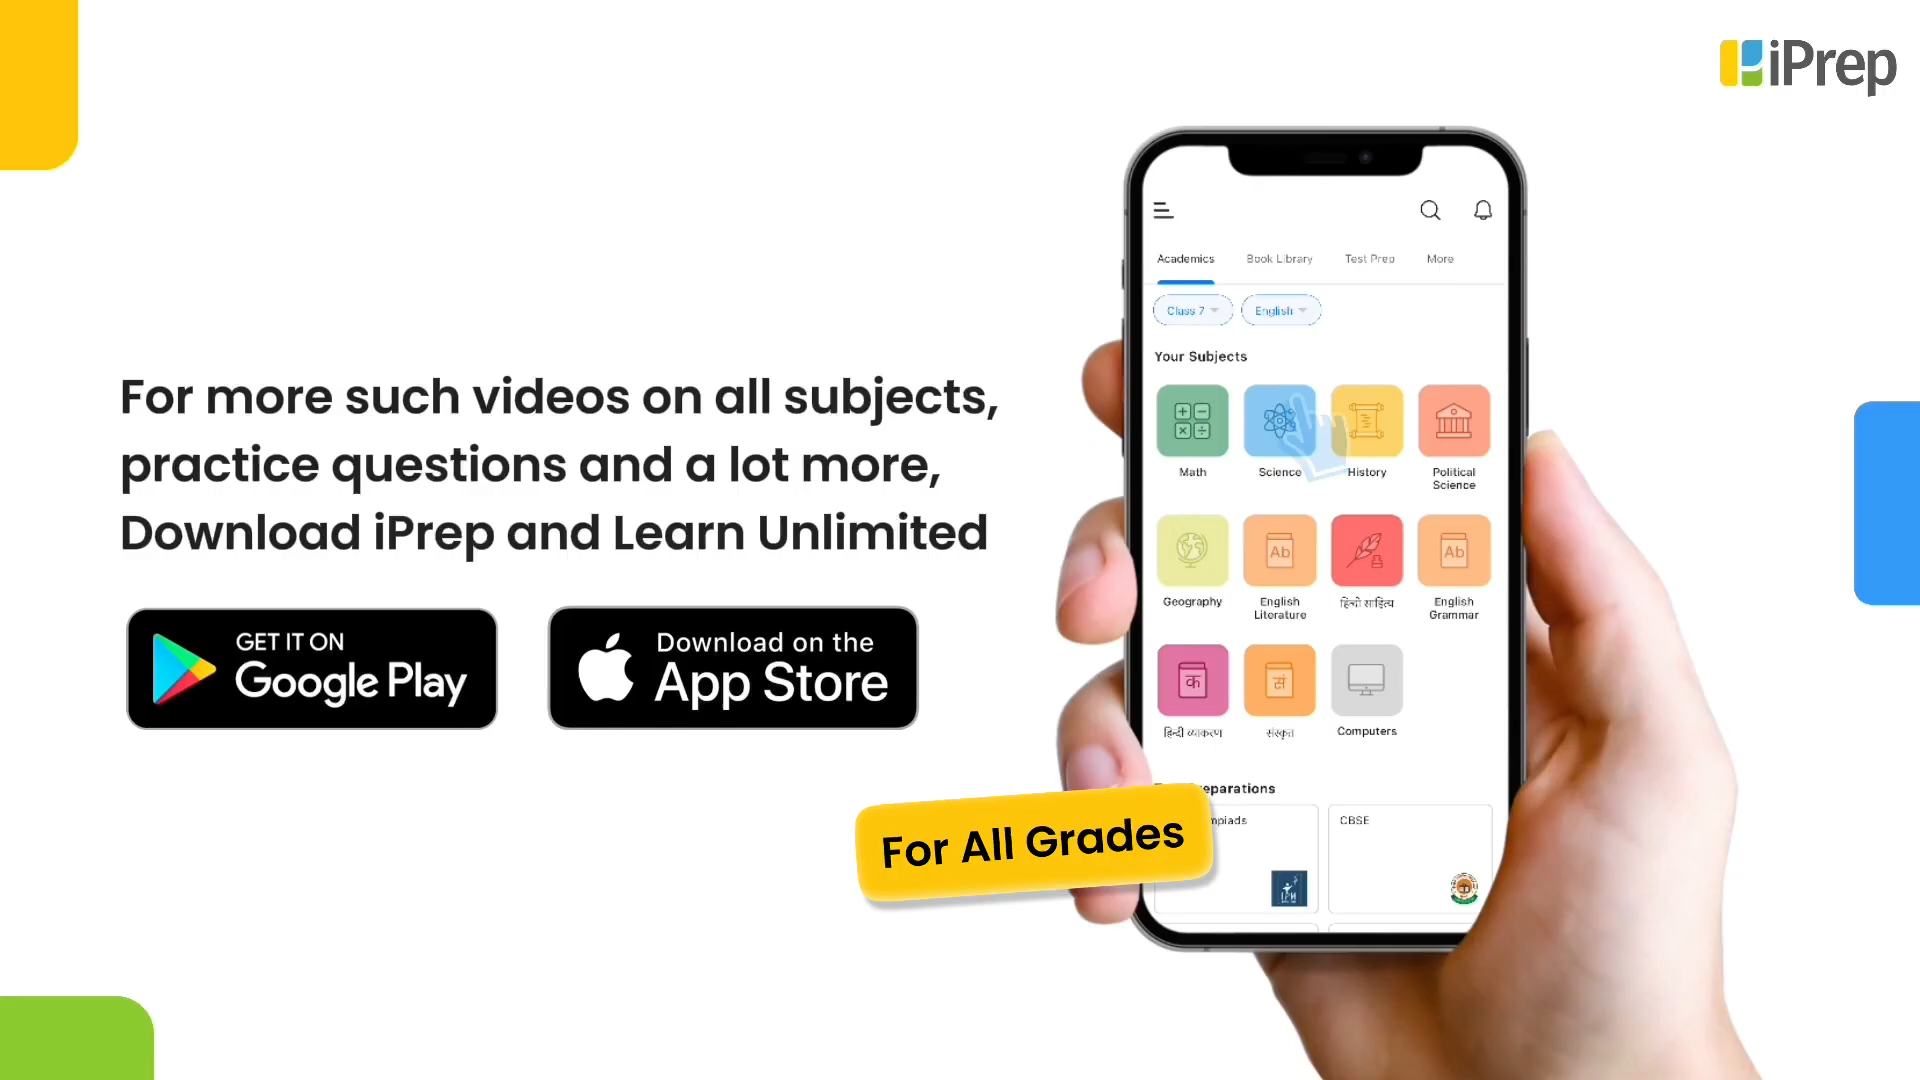 iPrep
Academics Book Library Test Prep More
Class 7 English
Your Subjects
Math Science History Political Science
Geography English Literature हिन्दी साहित्य English Grammar
हिन्दी व्याकरण संस्कृत Computers
CBSE
For more such videos on all subjects,
practice questions and a lot more,
Download iPrep and Learn Unlimited
GET IT ON
Google Play
Download on the
App Store
For All Grades